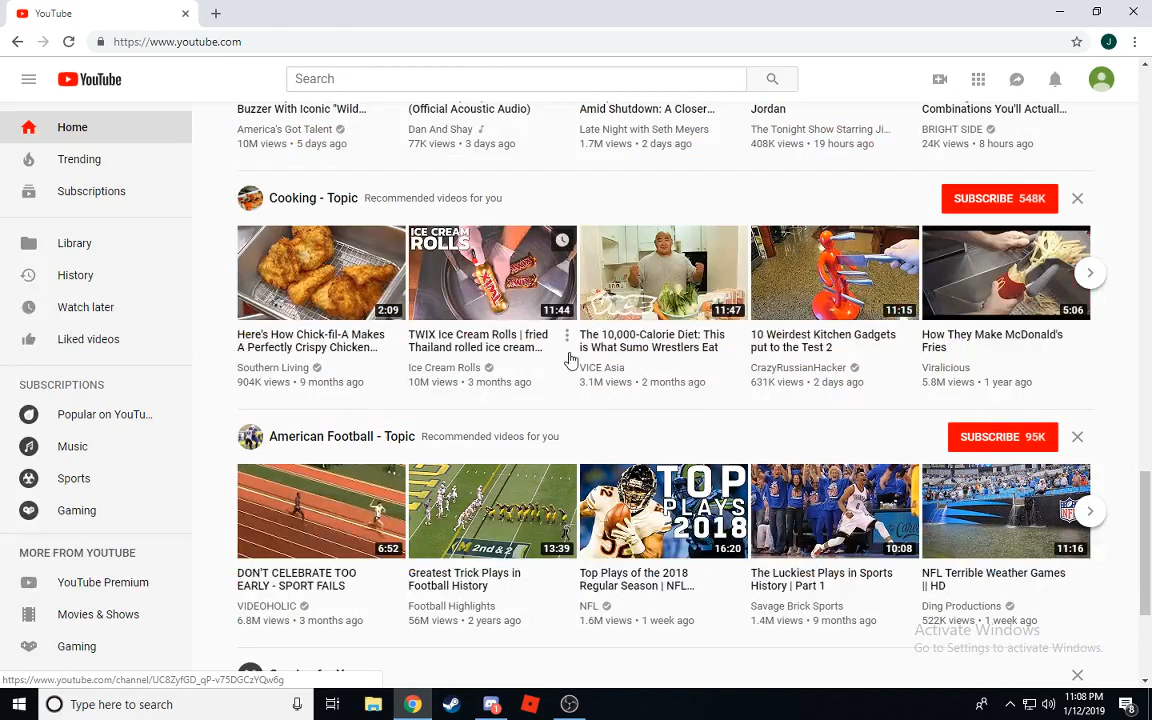 YouTube
https://www.youtube.com
YouTube
Search
Home
Trending
Subscriptions
Library
History
Watch later
Liked videos
SUBSCRIPTIONS
Popular on YouTu...
Music
Sports
Gaming
MORE FROM YOUTUBE
YouTube Premium
Movies & Shows
Gaming
Buzzer With Iconic "Wild...
America's Got Talent
10M views • 5 days ago
(Official Acoustic Audio)
Dan And Shay
77K views • 3 days ago
Amid Shutdown: A Closer...
Late Night with Seth Meyers
1.7M views • 2 days ago
Jordan
The Tonight Show Starring Ji...
408K views • 19 hours ago
Combinations You'll Actuall...
BRIGHT SIDE
24K views • 8 hours ago
Cooking - Topic Recommended videos for you
SUBSCRIBE 548K
2:09
Here's How Chick-fil-A Makes
A Perfectly Crispy Chicken...
Southern Living
904K views • 9 months ago
ICE CREAM
ROLLS
11:44
TWIX Ice Cream Rolls | fried
Thailand rolled ice cream...
Ice Cream Rolls
10M views • 3 months ago
11:47
The 10,000-Calorie Diet: This
is What Sumo Wrestlers Eat
VICE Asia
3.1M views • 2 months ago
11:15
10 Weirdest Kitchen Gadgets
put to the Test 2
CrazyRussianHacker
631K views • 2 days ago
5:06
How They Make McDonald's
Fries
Viralicious
5.8M views • 1 year ago
American Football - Topic Recommended videos for you
SUBSCRIBE 95K
6:52
DON'T CELEBRATE TOO
EARLY - SPORT FAILS
VIDEOHOLIC
6.8M views • 3 months ago
2nd & 2
13:39
Greatest Trick Plays in
Football History
Football Highlights
56M views • 2 years ago
TOP
PLAYS
2018
16:20
Top Plays of the 2018
Regular Season | NFL...
NFL
1.6M views • 1 week ago
10:08
The Luckiest Plays in Sports
History | Part 1
Savage Brick Sports
1.4M views • 9 months ago
NFL
11:16
NFL Terrible Weather Games
|| HD
Ding Productions
522K views • 1 week ago
Activate Windows
Go to Settings to activate Windows.
https://www.youtube.com/channel/UC8ZyfGD_qP-v75DGCzYQw6g
Type here to search
11:08 PM
1/12/2019